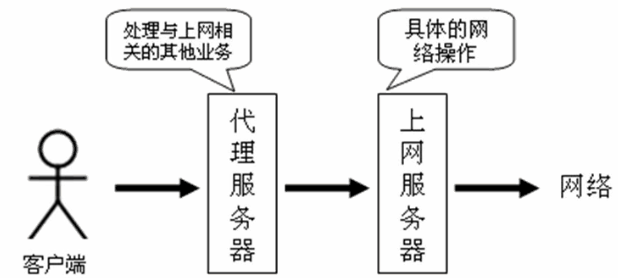 处理与上网相
关的其他业务
具体的网
络操作
代理服务器
上网服务器
网络
客户端